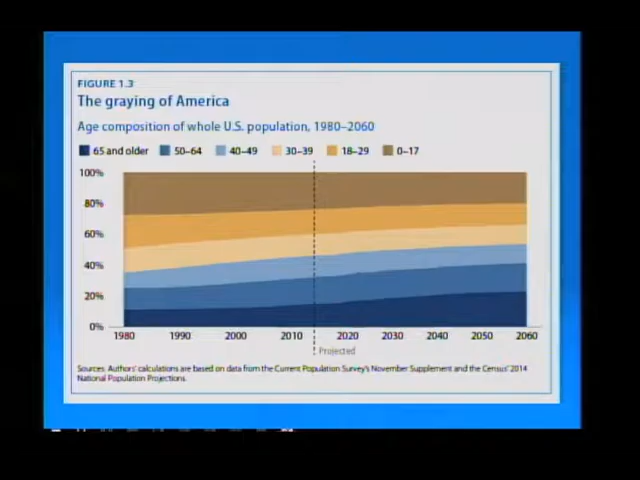 FIGURE 1.3
The graying of America
Age composition of whole U.S. population, 1980–2060
65 and older 50–64 40–49 30–39 18–29 0–17
100%
80%
60%
40%
20%
0%
1980 1990 2000 2010 2020 2030 2040 2050 2060
Projected
Sources: Authors' calculations are based on data from the Current Population Survey's November Supplement and the Census' 2014
National Population Projections.